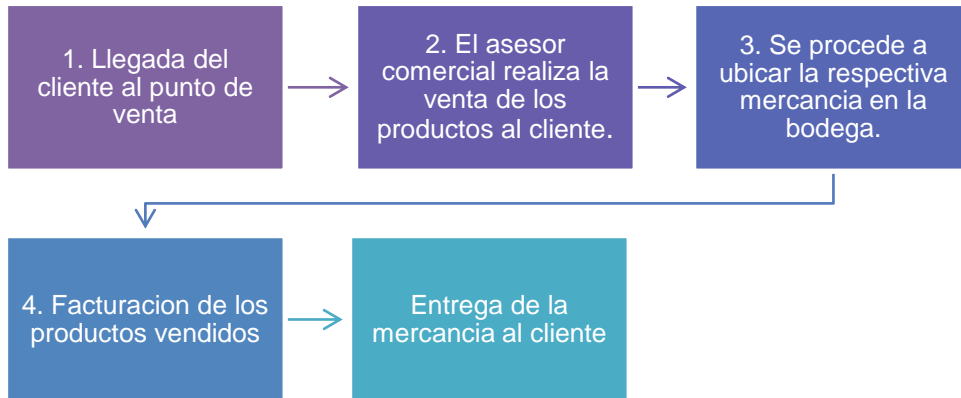 1. Llegada del
cliente al punto de
venta
2. El asesor
comercial realiza la
venta de los
productos al cliente.
3. Se procede a
ubicar la respectiva
mercancia en la
bodega.
4. Facturacion de los
productos vendidos
Entrega de la
mercancia al cliente